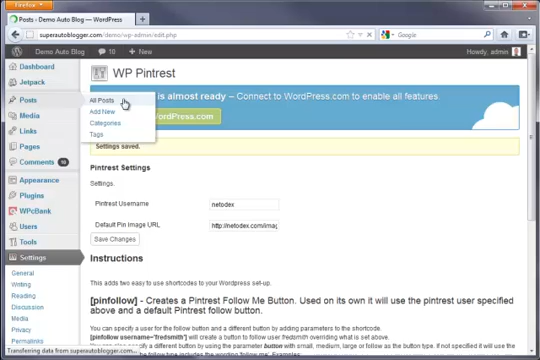 Firefox
Posts ‹ Demo Auto Blog — WordPress
superautoblogger.com/demo/wp-admin/edit.php
Google
Demo Auto Blog
10
New
Howdy, admin
Dashboard
Jetpack
Posts
Media
Links
Pages
Comments 10
Appearance
Plugins
WPcBank
Users
Tools
Settings
General
Writing
Reading
Discussion
Media
Privacy
Permalinks
All Posts
Add New
Categories
Tags
WP Pintrest
is almost ready – Connect to WordPress.com to enable all features.
WordPress.com
Settings saved.
Pintrest Settings
Settings.
Pintrest Username
netodex
Default Pin Image URL
http://netodex.com/imag
Save Changes
Instructions
This adds two easy to use shortcodes to your Wordpress set-up.
[pinfollow] - Creates a Pintrest Follow Me Button. Used on its own it will use the pintrest user specified
above and a default Pintrest follow button.
You can specify a user for the follow button and a different button by adding parameters to the shortcode.
[pinfollow username='fredsmith'] will create a button to follow user fredsmith overriding what is set above.
Transferring data from superautoblogger.com...